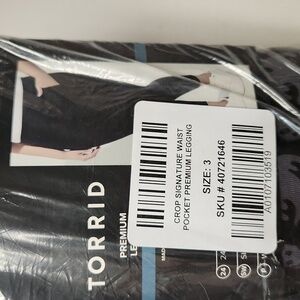 TORRID
PREMIUM
CROP SIGNATURE WAIST
POCKET PREMIUM LEGGING
SIZE: 3
SKU # 40721646
A0107103519